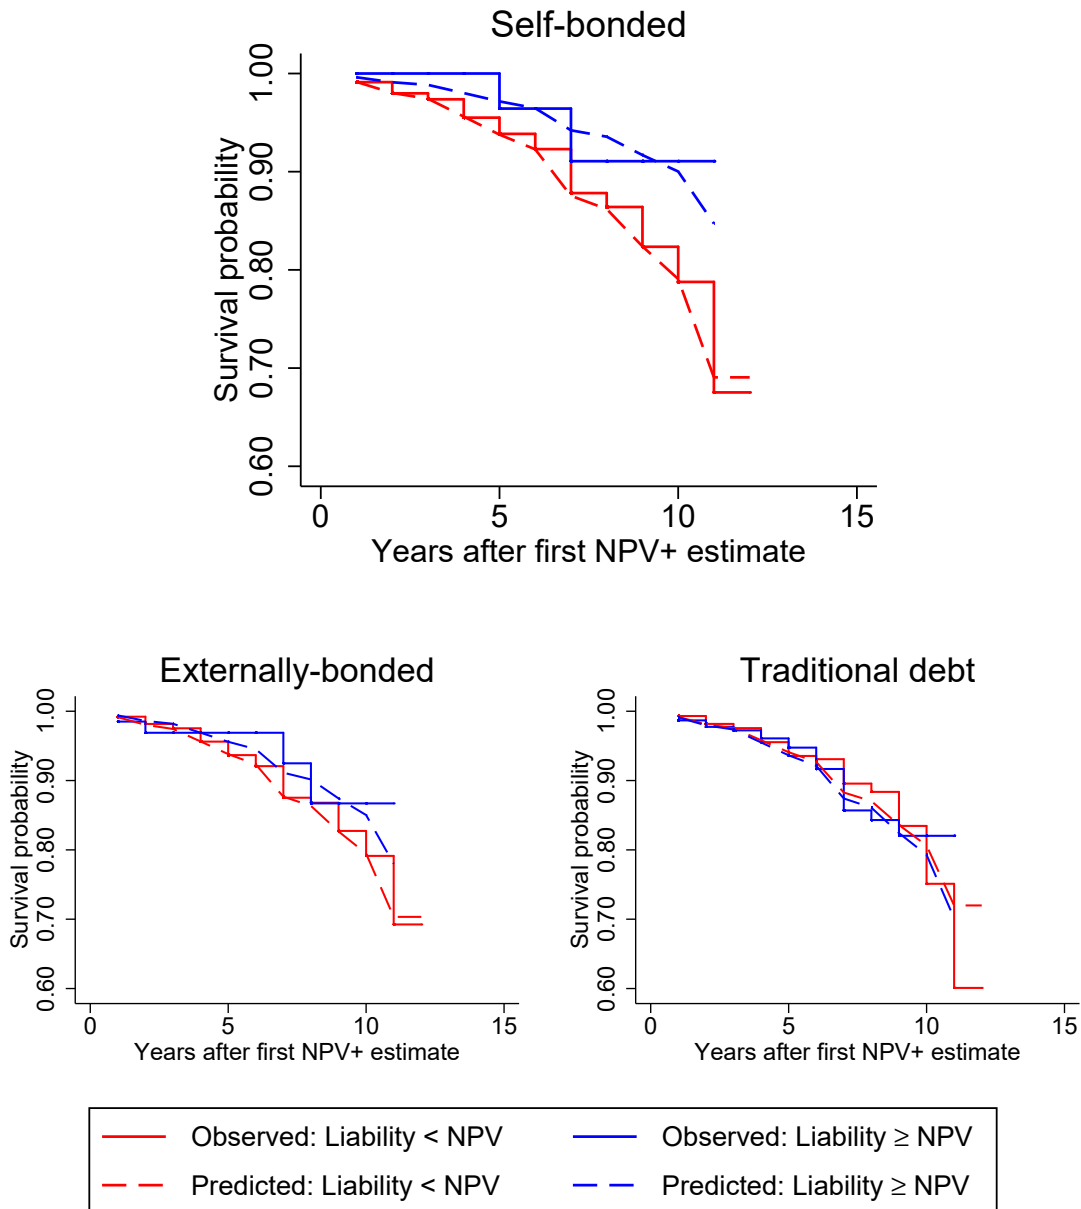 Self-bonded
Survival probability
1.00
0.90
0.80
0.70
0.60
0 5 10 15
Years after first NPV+ estimate
Externally-bonded
Survival probability
1.00
0.90
0.80
0.70
0.60
0 5 10 15
Years after first NPV+ estimate
Traditional debt
Survival probability
1.00
0.90
0.80
0.70
0.60
0 5 10 15
Years after first NPV+ estimate
Observed: Liability < NPV
Observed: Liability ≥ NPV
Predicted: Liability < NPV
Predicted: Liability ≥ NPV